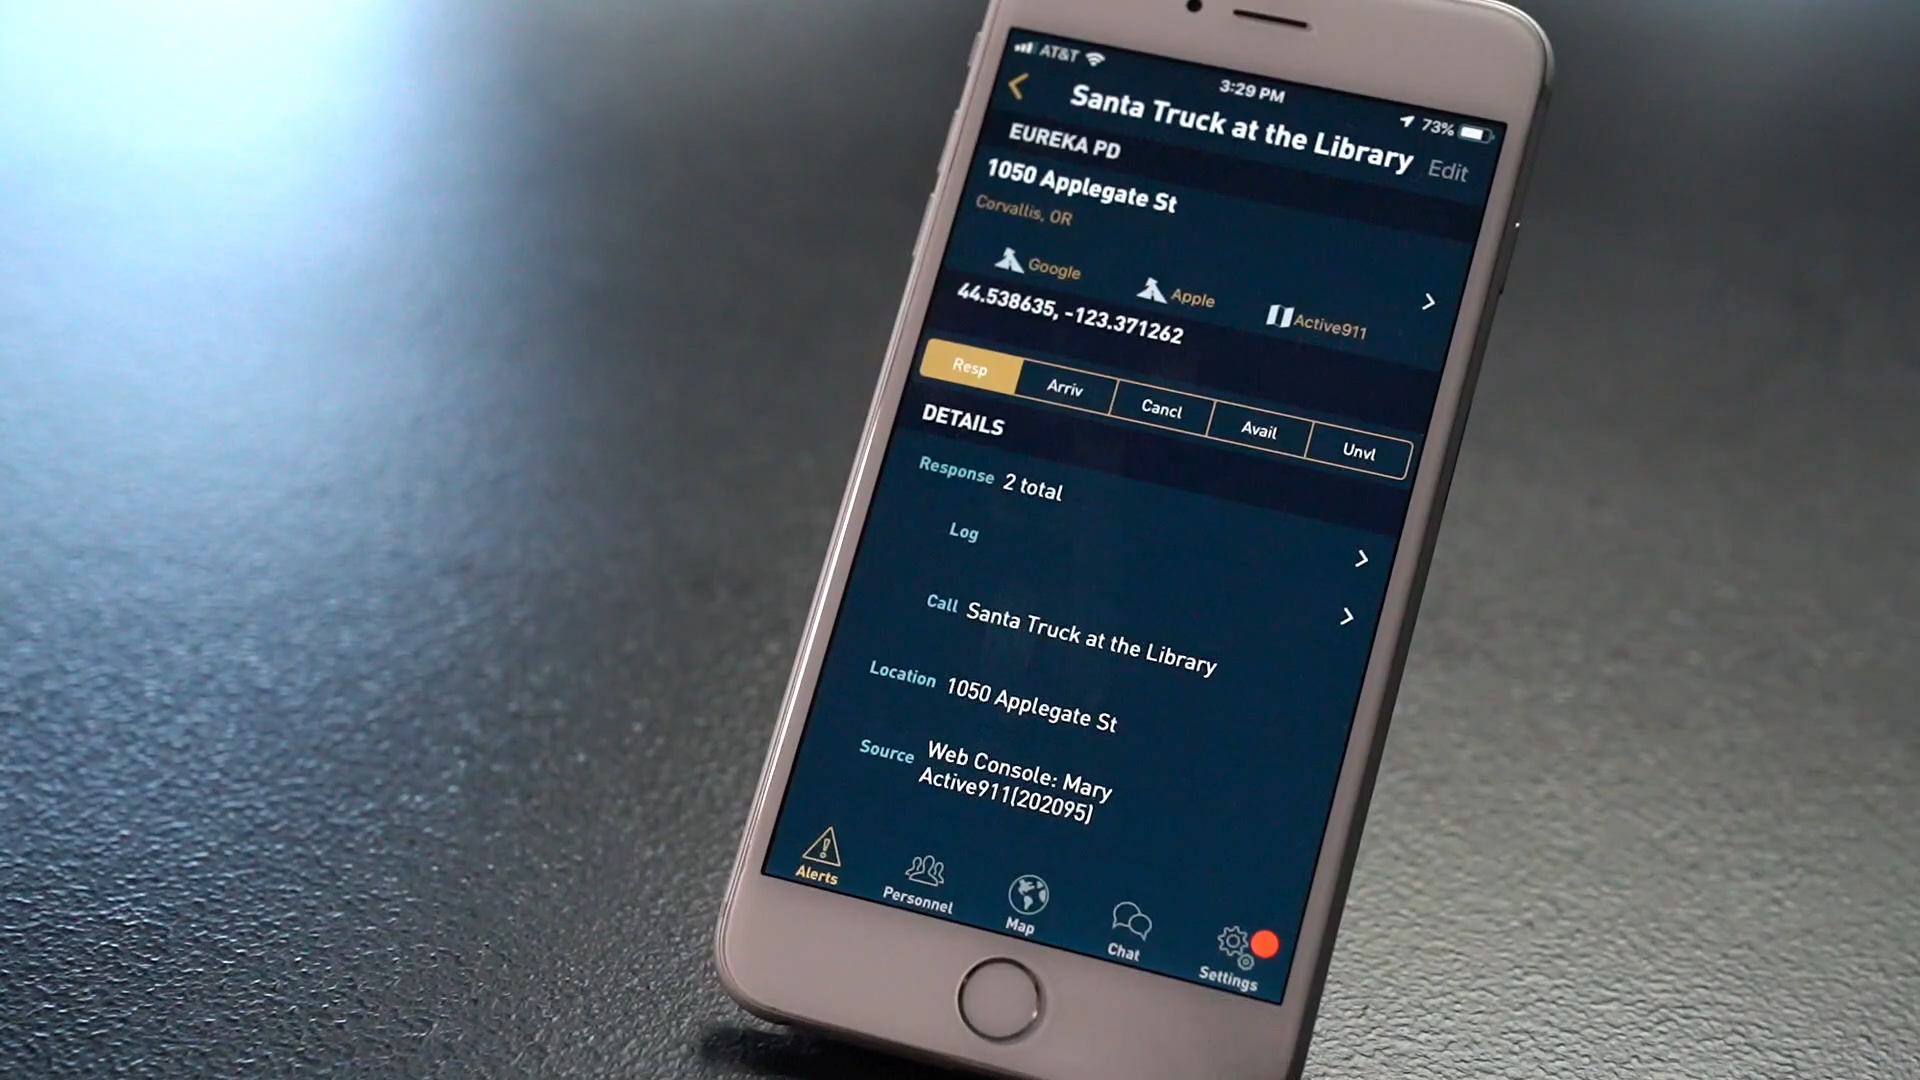 AT&T
3:29 PM
73%
Santa Truck at the Library
Edit
EUREKA PD
1050 Applegate St
Corvallis, OR
Google
Apple
Active911
44.538635, -123.371262
Resp
Arriv
Cancl
Avail
Unvl
DETAILS
Response 2 total
Log
Call Santa Truck at the Library
Location 1050 Applegate St
Source Web Console: Mary
Active911(202095)
Alerts
Personnel
Map
Chat
Settings